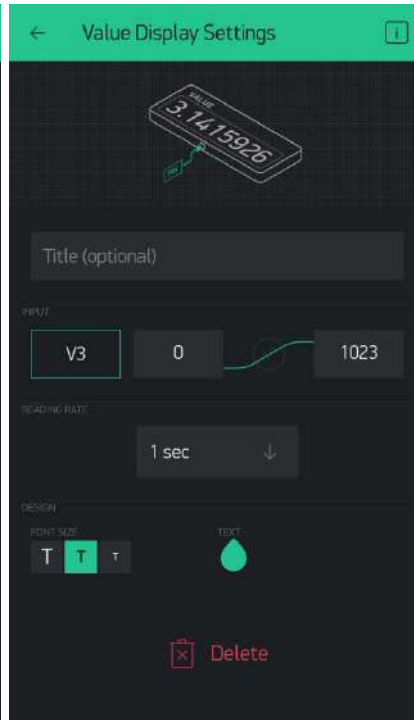 ← Value Display Settings i
VALUE
3.1415926
Title (optional)
INPUT
V3 0 1023
READING RATE
1 sec ↓
DESIGN
FONT SIZE TEXT
T T T
Delete